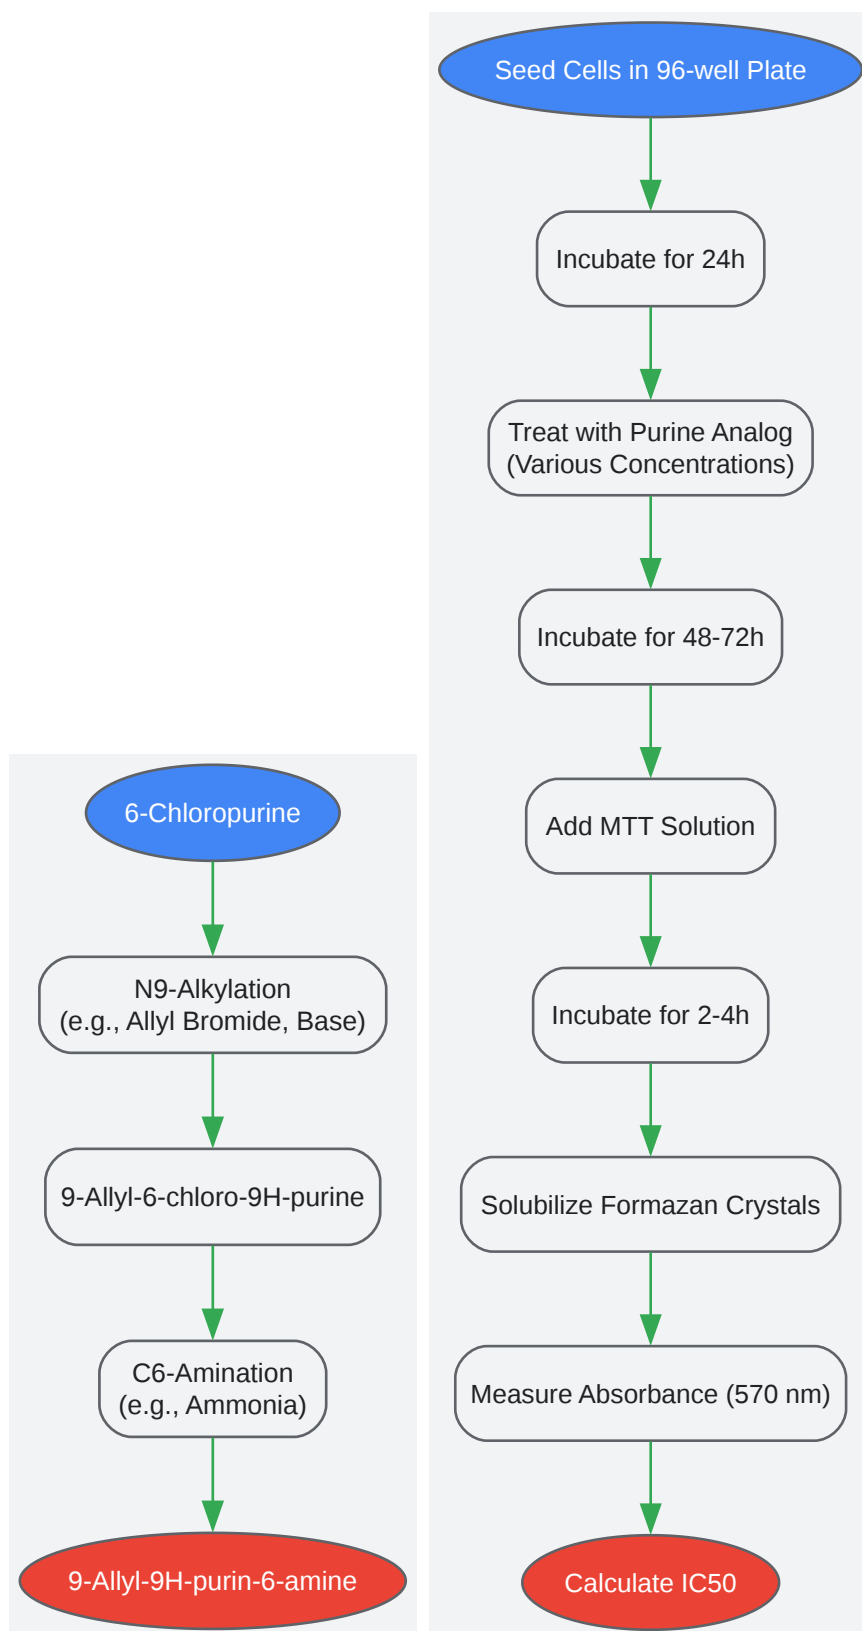 6-Chloropurine
N9-Alkylation
(e.g., Allyl Bromide, Base)
9-Allyl-6-chloro-9H-purine
C6-Amination
(e.g., Ammonia)
9-Allyl-9H-purin-6-amine
Seed Cells in 96-well Plate
Incubate for 24h
Treat with Purine Analog
(Various Concentrations)
Incubate for 48-72h
Add MTT Solution
Incubate for 2-4h
Solubilize Formazan Crystals
Measure Absorbance (570 nm)
Calculate IC50